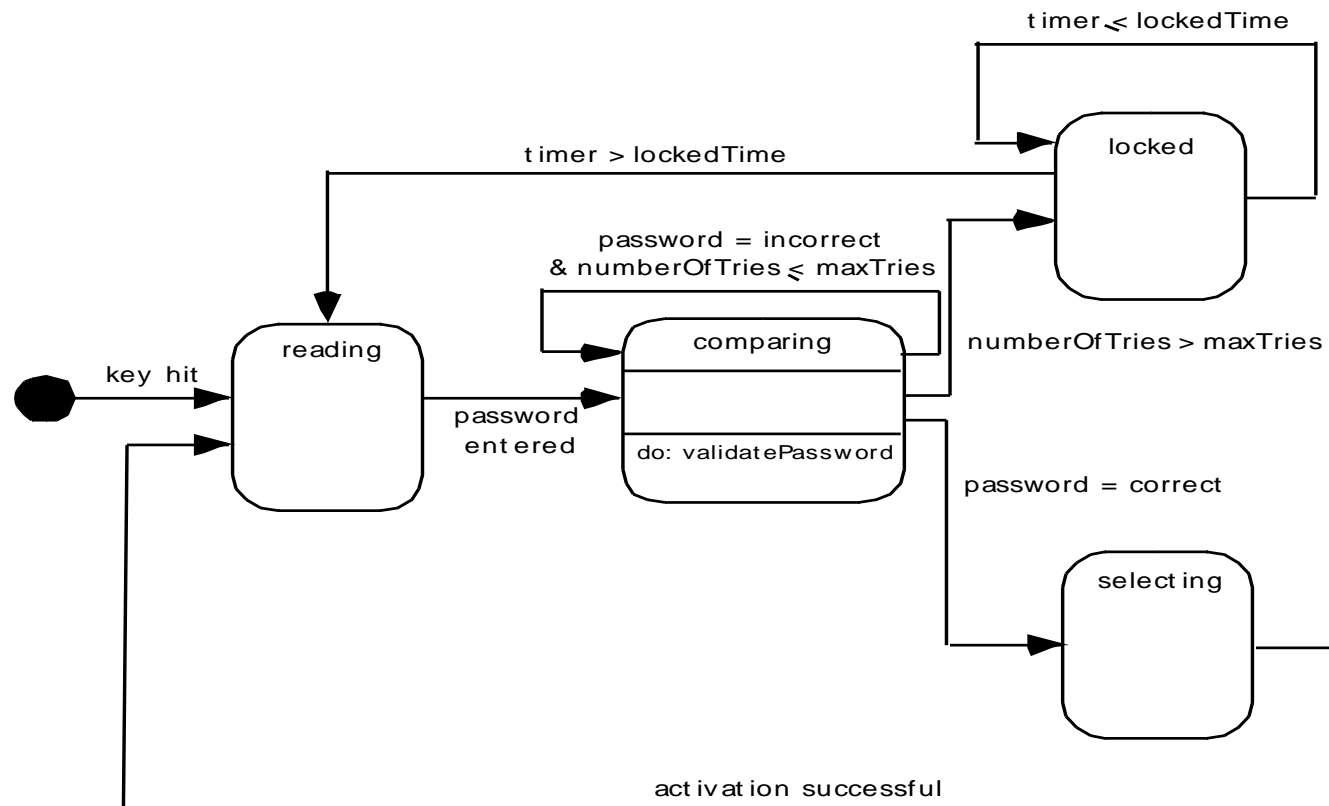 timer ≤ lockedTime
locked
timer > lockedTime
password = incorrect
& numberOfTries ≤ maxTries
reading
comparing
numberOfTries > maxTries
key hit
password
entered
do: validatePassword
password = correct
selecting
activation successful